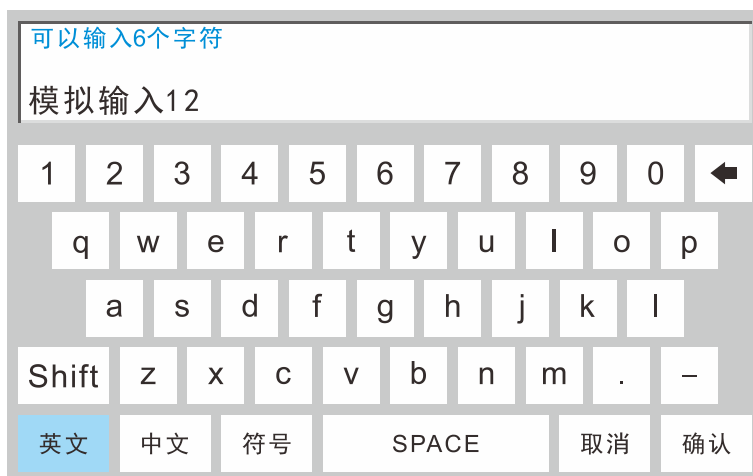 可以输入6个字符
模拟输入12
1 2 3 4 5 6 7 8 9 0
q w e r t y u I o p
a s d f g h j k l
Shift z x c v b n m . –
英文 中文 符号 SPACE 取消 确认